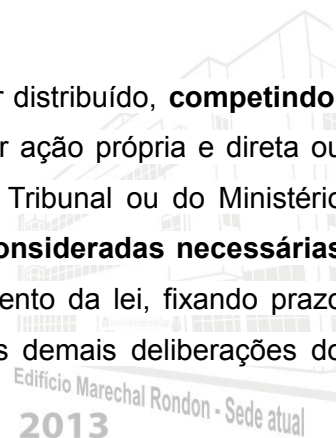 r distribuído, competindo
r ação própria e direta ou
Tribunal ou do Ministério
onsideradas necessárias
ento da lei, fixando prazo
s demais deliberações do
Edifício Marechal Rondon - Sede atual
2013